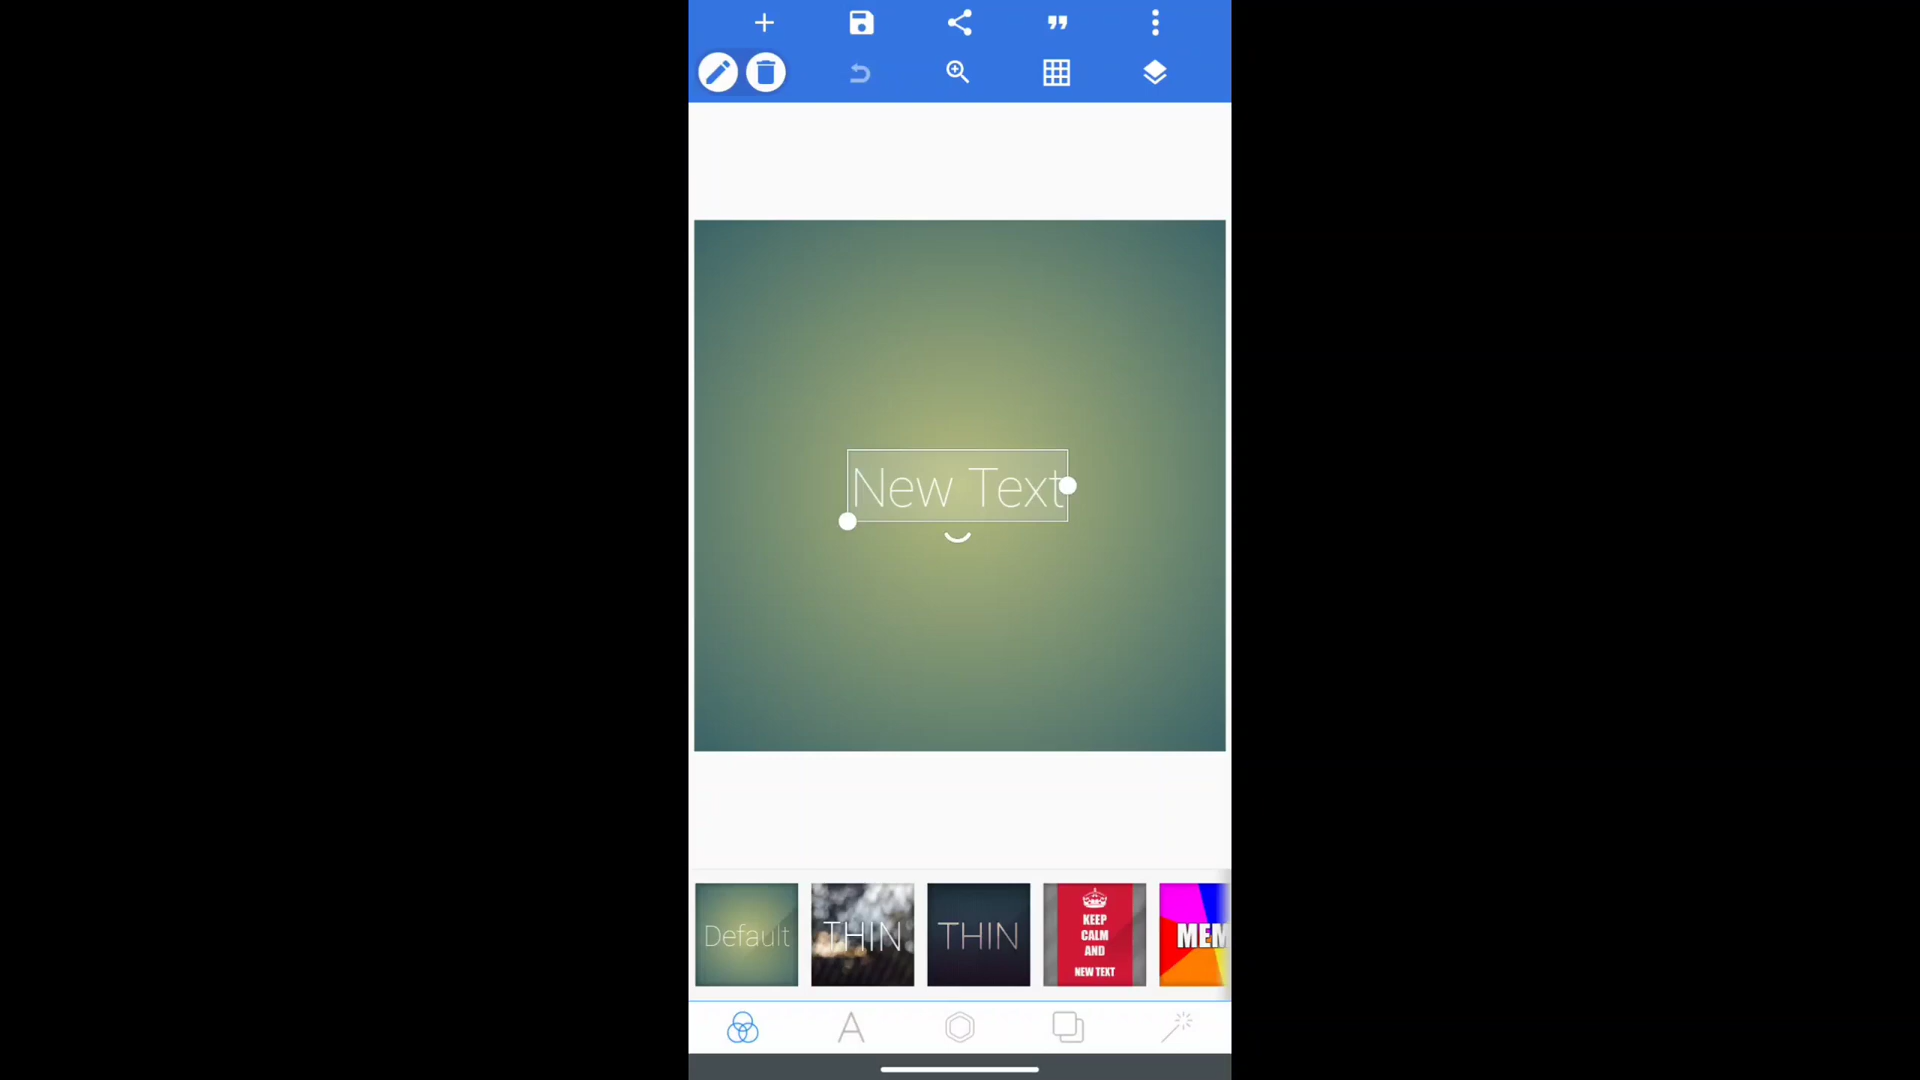 New Text
Default
THIN
THIN
KEEP
CALM
AND
NEW TEXT
MEM